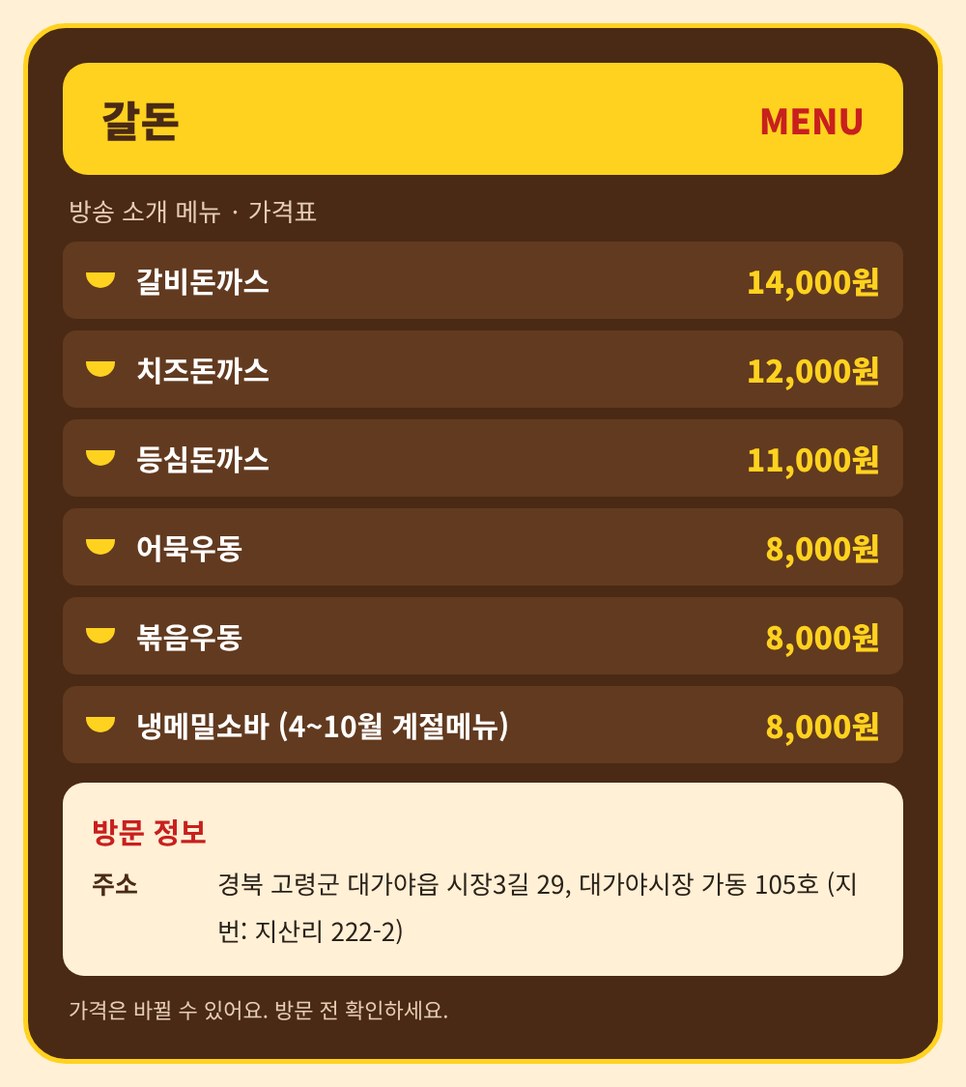 갈돈 MENU
방송 소개 메뉴 · 가격표
갈비돈까스 14,000원
치즈돈까스 12,000원
등심돈까스 11,000원
어묵우동 8,000원
볶음우동 8,000원
냉메밀소바 (4~10월 계절메뉴) 8,000원
방문 정보
주소 경북 고령군 대가야읍 시장3길 29, 대가야시장 가동 105호 (지
번: 지산리 222-2)
가격은 바뀔 수 있어요. 방문 전 확인하세요.